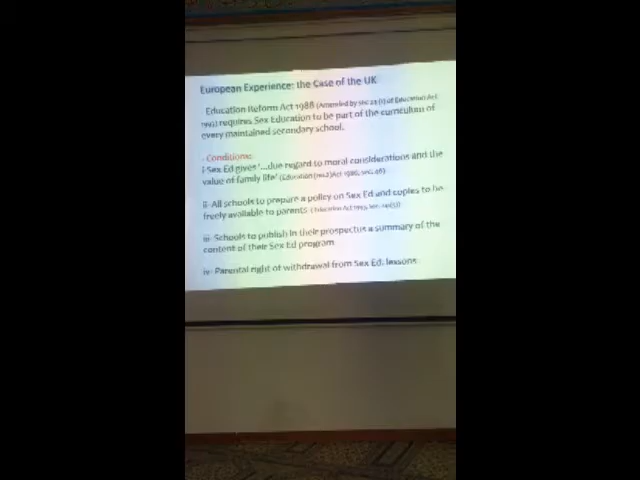 European Experience: the Case of the UK
Education Reform Act 1988 (Amended by sec 24 (1) of Education Act
1993) requires Sex Education to be part of the curriculum of
every maintained secondary school.
- Conditions:
i-Sex Ed gives '...due regard to moral considerations and the
value of family life' (Education (no.2) Act 1986, sec. 46)
ii- All schools to prepare a policy on Sex Ed and copies to be
freely available to parents (Education Act 1993,
iii- Schools to publish in their prospectus a summary of the
content of their Sex Ed program
iv- Parental right of withdrawal from Sex Ed. lessons